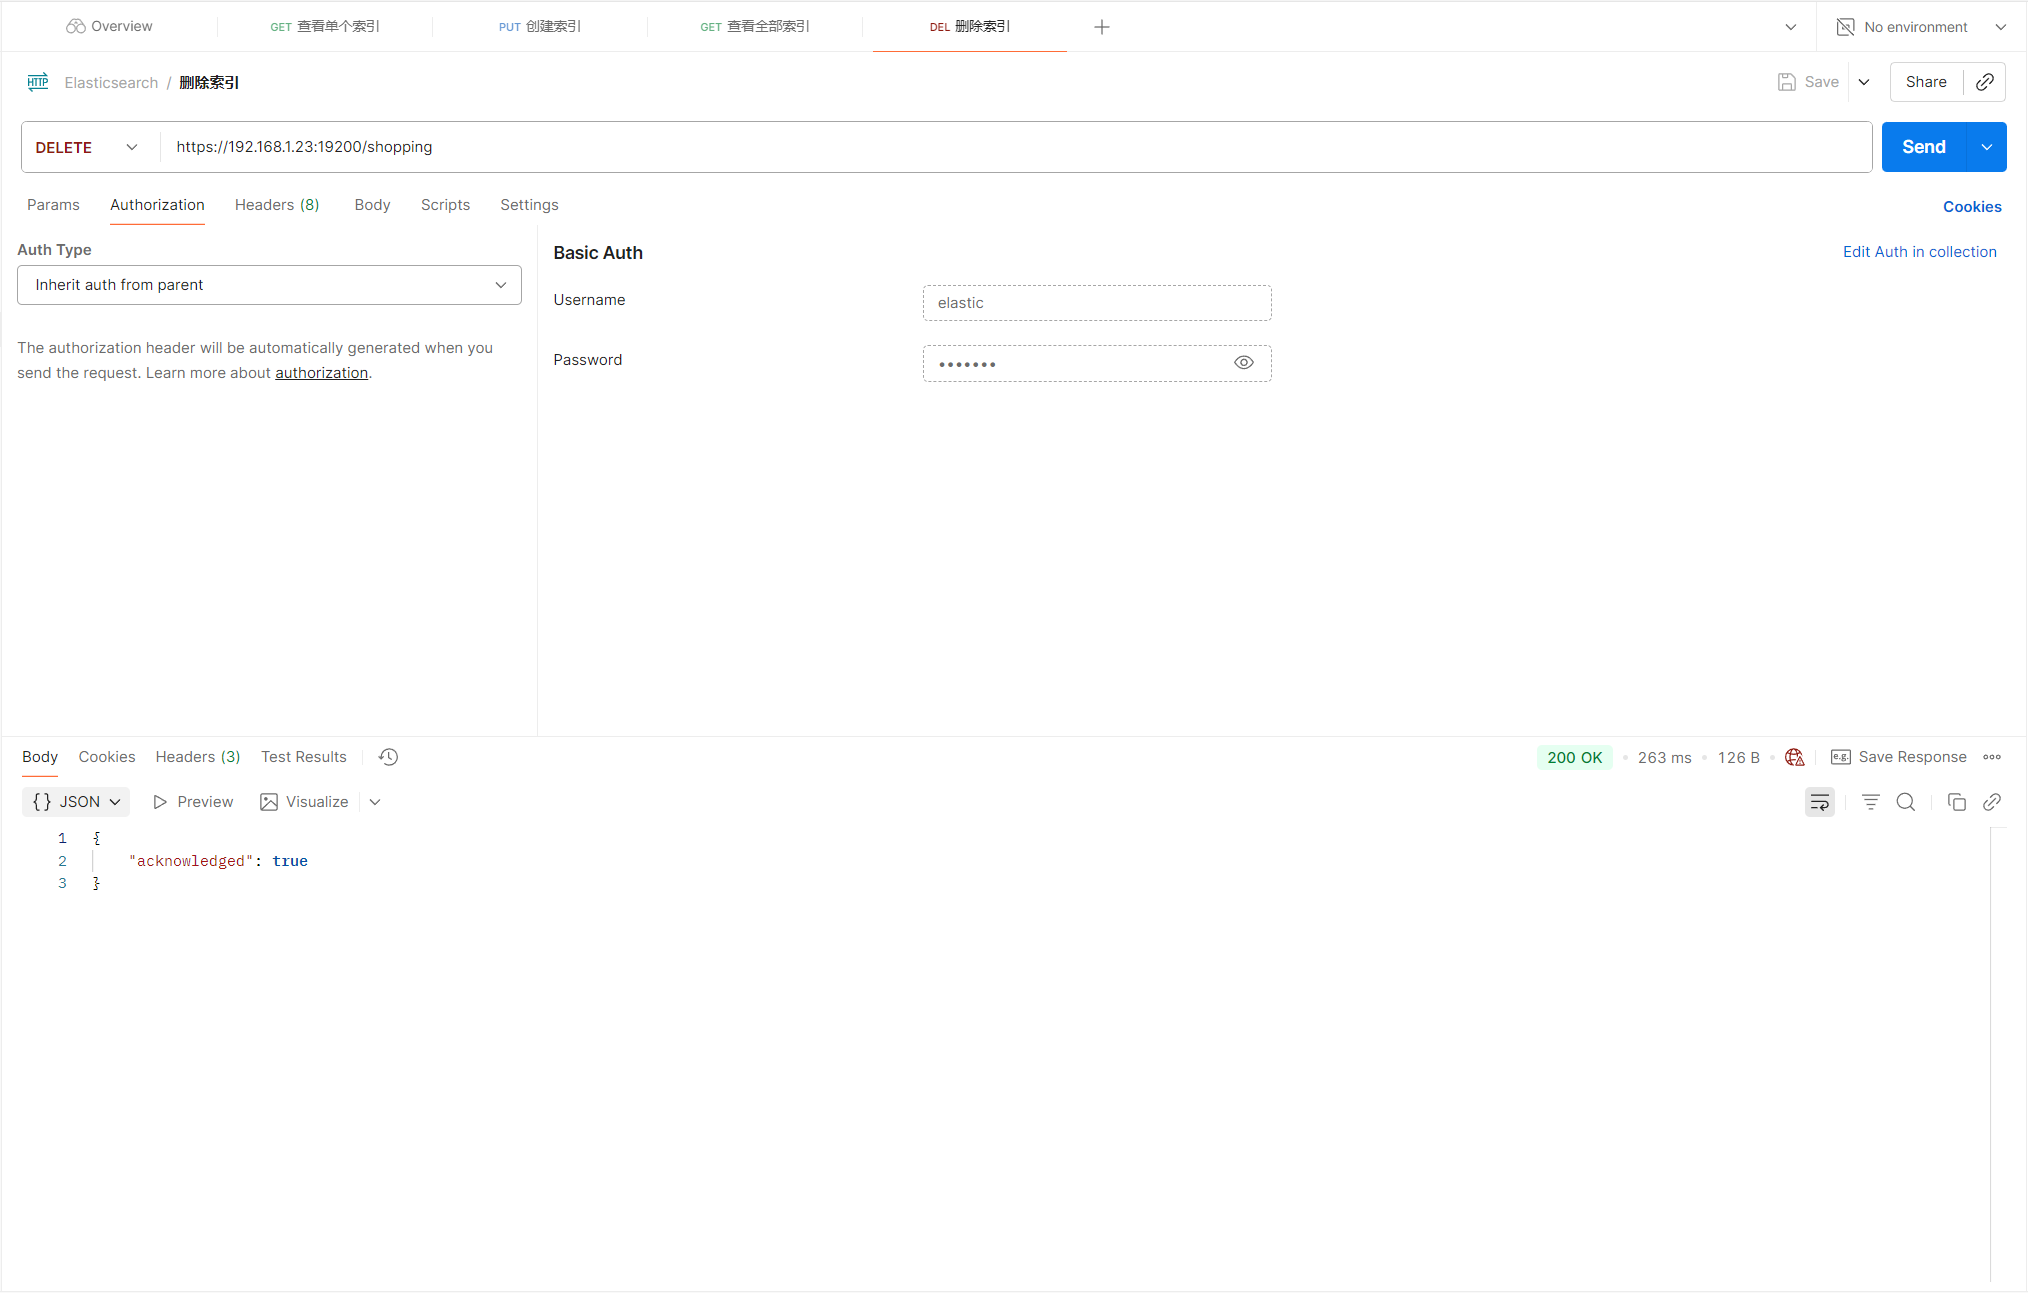 Overview
GET 查看单个索引
PUT 创建索引
GET 查看全部索引
DEL 删除索引
No environment
HTTP Elasticsearch / 删除索引
Save
Share
DELETE
https://192.168.1.23:19200/shopping
Send
Params
Authorization
Headers (8)
Body
Scripts
Settings
Cookies
Auth Type
Inherit auth from parent
The authorization header will be automatically generated when you
send the request. Learn more about authorization.
Basic Auth
Edit Auth in collection
Username
elastic
Password
•••••••
Body
Cookies
Headers (3)
Test Results
200 OK
263 ms
126 B
e.g. Save Response
{} JSON
Preview
Visualize
1 {
2 "acknowledged": true
3 }